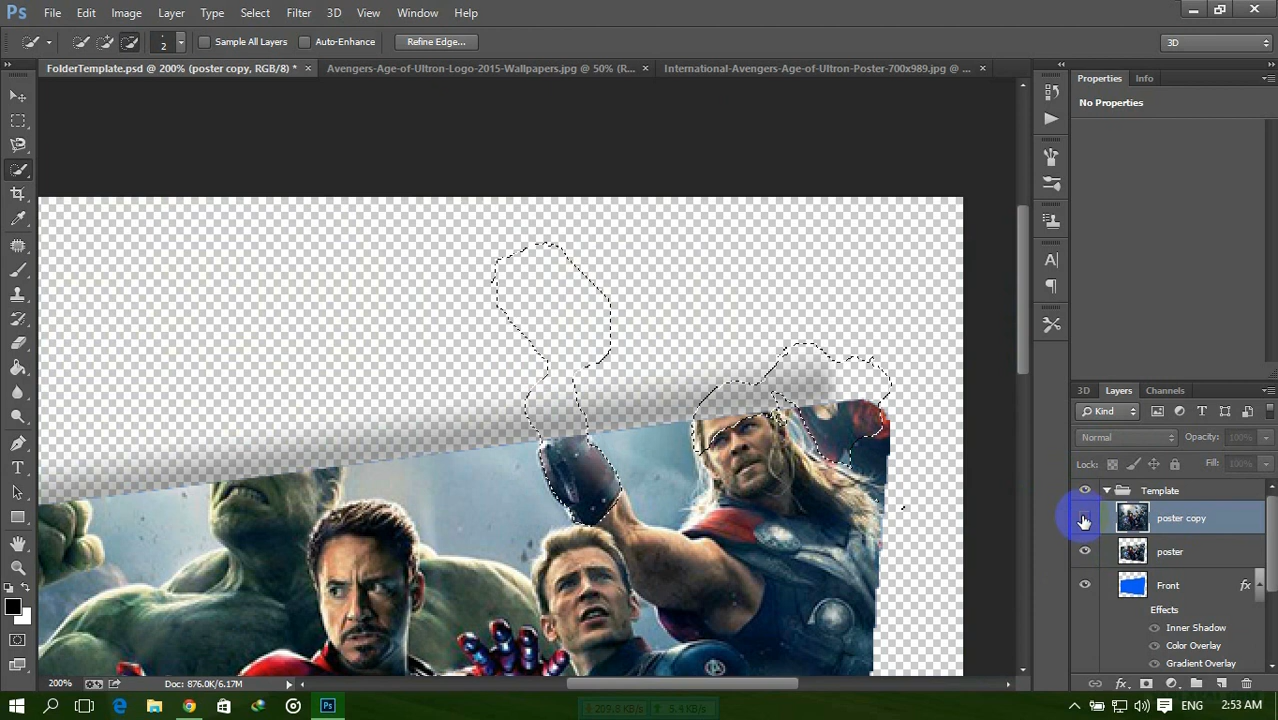 Ps File Edit Image Layer Type Select Filter 3D View Window Help
2 Sample All Layers Auto-Enhance Refine Edge... 3D
FolderTemplate.psd @ 200% (poster copy, RGB/8) * × Avengers-Age-of-Ultron-Logo-2015-Wallpapers.jpg @ 50% (R... × International-Avengers-Age-of-Ultron-Poster-700x989.jpg @ ... ×
Properties Info
No Properties
3D Layers Channels
Kind
Normal Opacity: 100%
Lock: Fill: 100%
Template
poster copy
poster
Front fx
Effects
Inner Shadow
Color Overlay
Gradient Overlay
200% Doc: 876.0K/6.17M
209.8 KB/s 5.4 KB/s ENG 2:53 AM